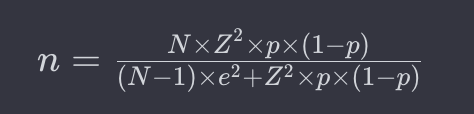 n = N×Z²×p×(1−p) / (N−1)×e²+Z²×p×(1−p)